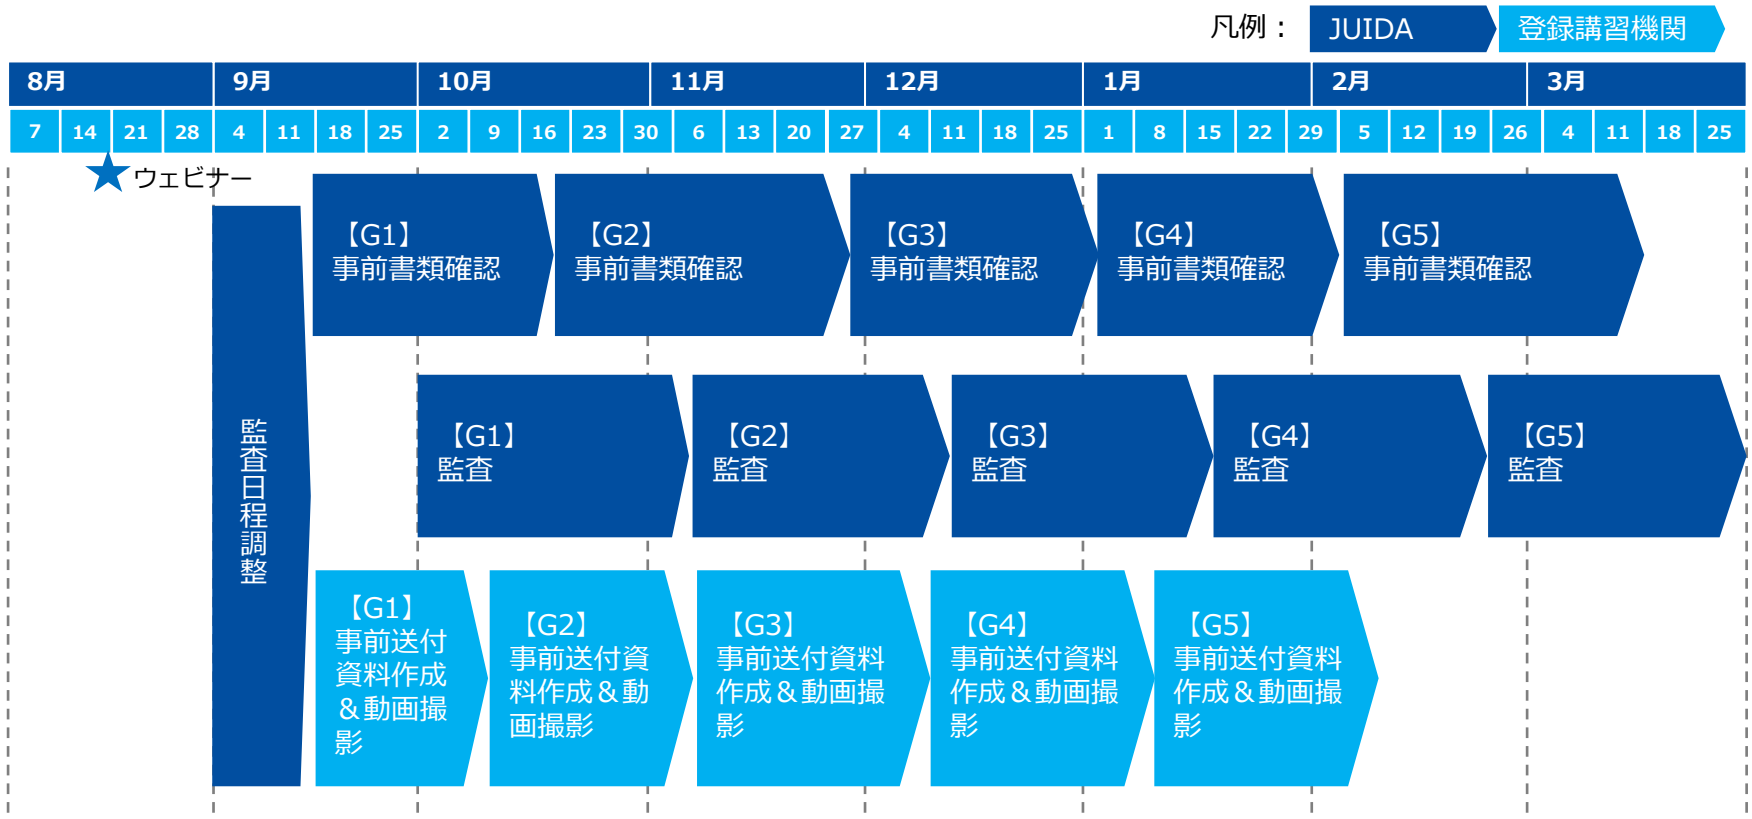 凡例： JUIDA 登録講習機関
8月 9月 10月 11月 12月 1月 2月 3月
7 14 21 28 4 11 18 25 2 9 16 23 30 6 13 20 27 4 11 18 25 1 8 15 22 29 5 12 19 26 4 11 18 25
ウェビナー
監査日程調整
【G1】
事前書類確認
【G2】
事前書類確認
【G3】
事前書類確認
【G4】
事前書類確認
【G5】
事前書類確認
【G1】
監査
【G2】
監査
【G3】
監査
【G4】
監査
【G5】
監査
【G1】
事前送付
資料作成
＆動画撮
影
【G2】
事前送付資
料作成＆動
画撮影
【G3】
事前送付資料
作成＆動画撮
影
【G4】
事前送付資料
作成＆動画撮
影
【G5】
事前送付資料
作成＆動画撮
影